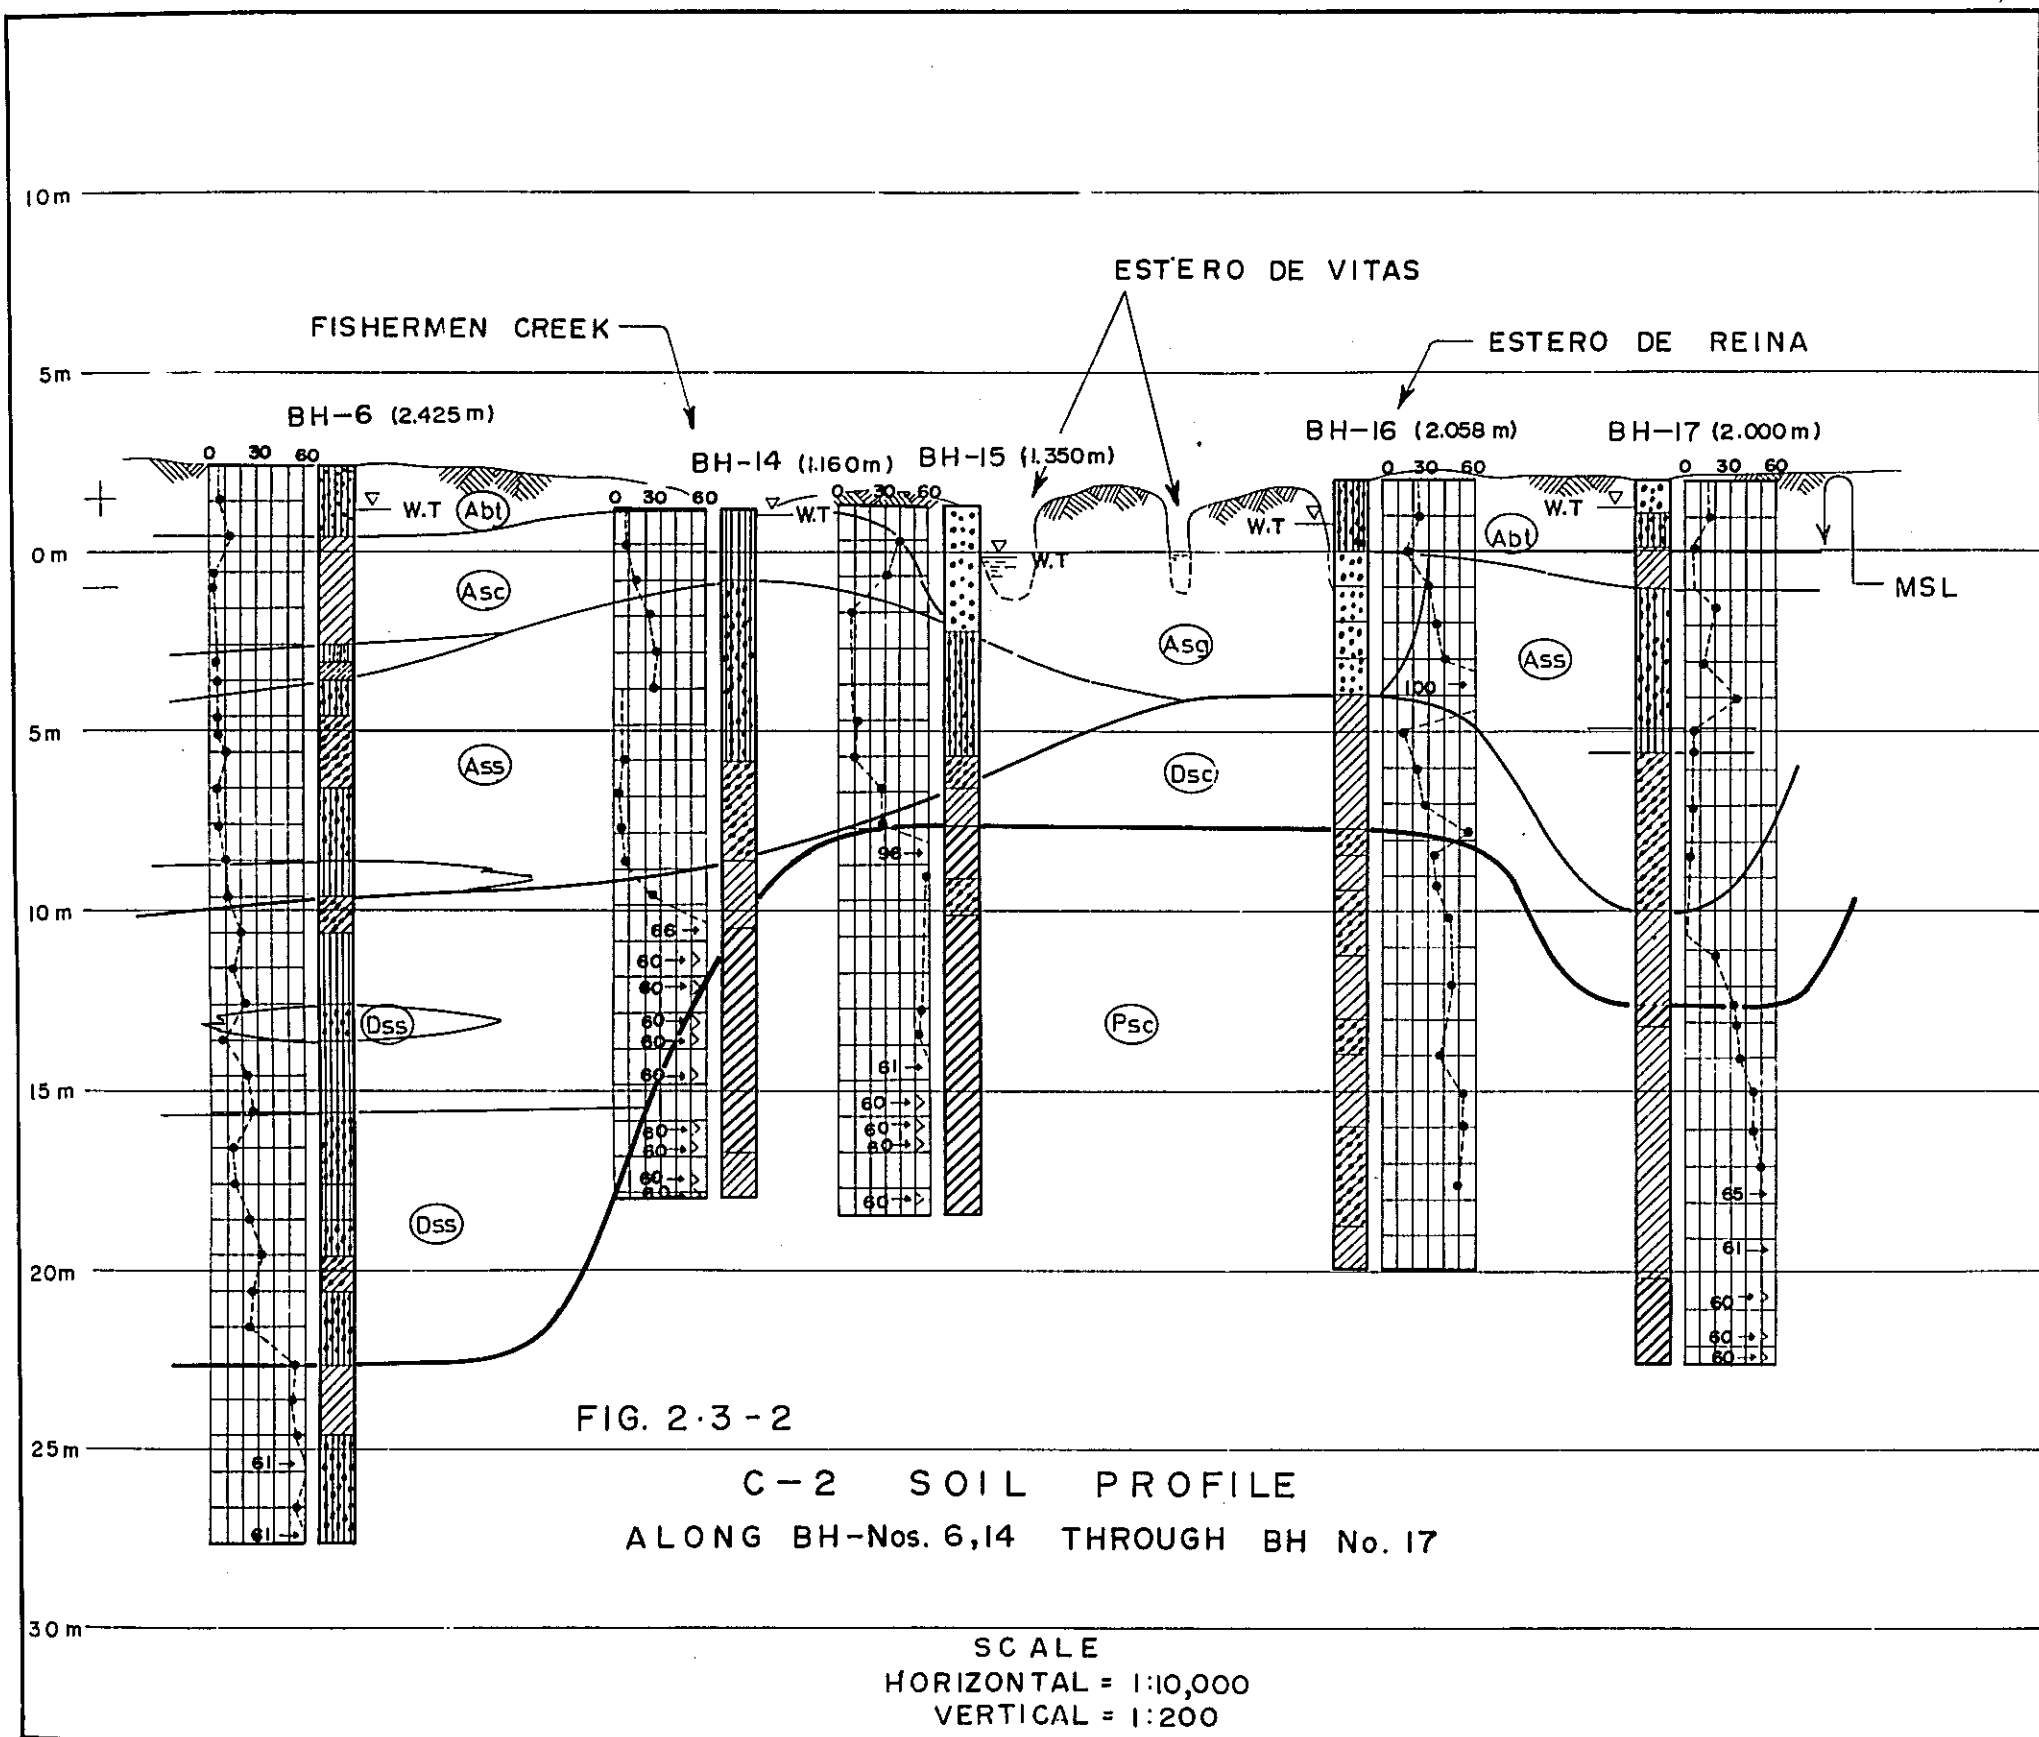 10m
ESTERO DE VITAS
FISHERMEN CREEK
ESTERO DE REINA
5m
BH-6 (2.425m)
BH-14 (1.160m)
BH-15 (1.350m)
BH-16 (2.058m)
BH-17 (2.000m)
0 30 60
0 30 60
0 30 60
0 30 60
0 30 60
+
W.T
Abt
W.T
W.T
W.T
Abt
W.T
0m
W.T
—
Asc
MSL
Asg
Ass
100
5m
Ass
Dsc
96
10m
66
60
60
60
60
60
60
60
60
60
Dss
Psc
61
15m
60
60
60
60
Dss
65
61
20m
60
60
60
FIG. 2·3-2
25m
61
61
C-2 SOIL PROFILE
ALONG BH-Nos. 6,14 THROUGH BH No. 17
30m
SCALE
HORIZONTAL = 1:10,000
VERTICAL = 1:200